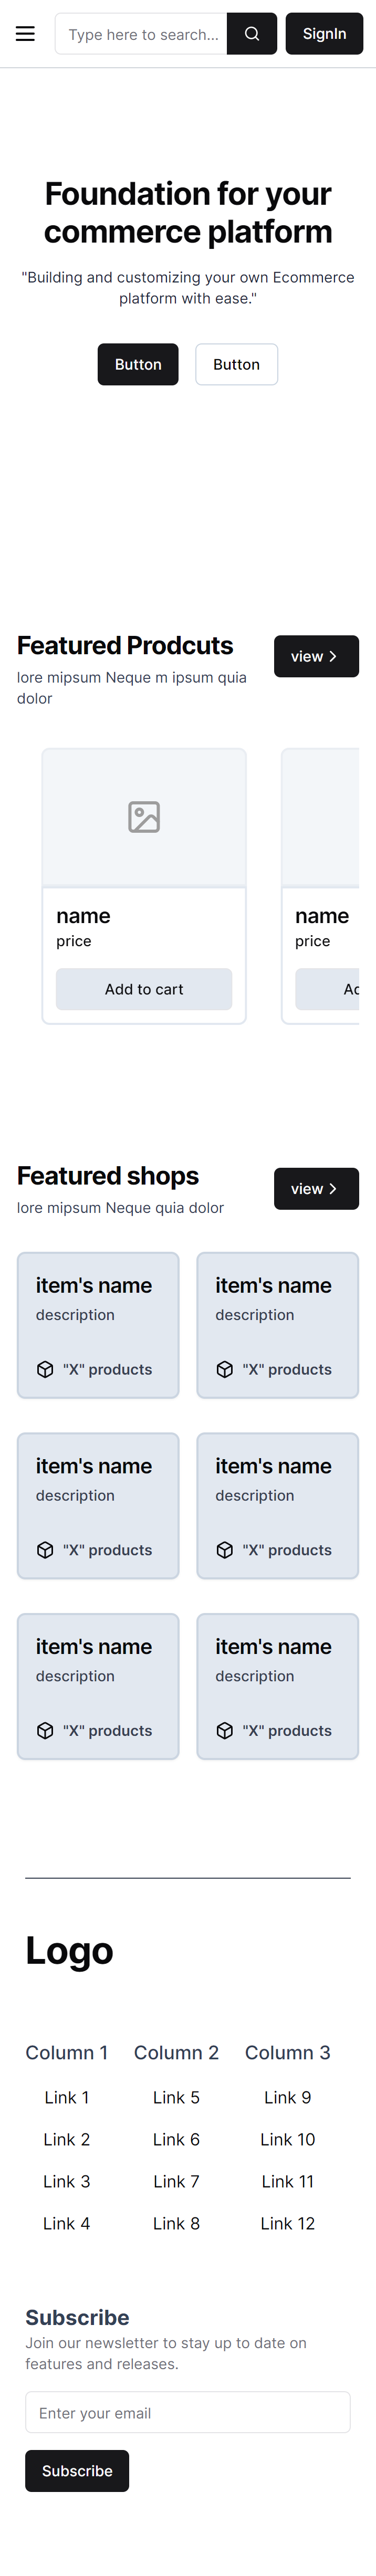 Type here to search...
SignIn
Foundation for your
commerce platform
"Building and customizing your own Ecommerce
platform with ease."
Button
Button
Featured Prodcuts
lore mipsum Neque m ipsum quia
dolor
view
name
price
Add to cart
name
price
Featured shops
lore mipsum Neque quia dolor
view
item's name
description
"X" products
item's name
description
"X" products
item's name
description
"X" products
item's name
description
"X" products
item's name
description
"X" products
item's name
description
"X" products
Logo
Column 1
Link 1
Link 2
Link 3
Link 4
Column 2
Link 5
Link 6
Link 7
Link 8
Column 3
Link 9
Link 10
Link 11
Link 12
Subscribe
Join our newsletter to stay up to date on
features and releases.
Enter your email
Subscribe